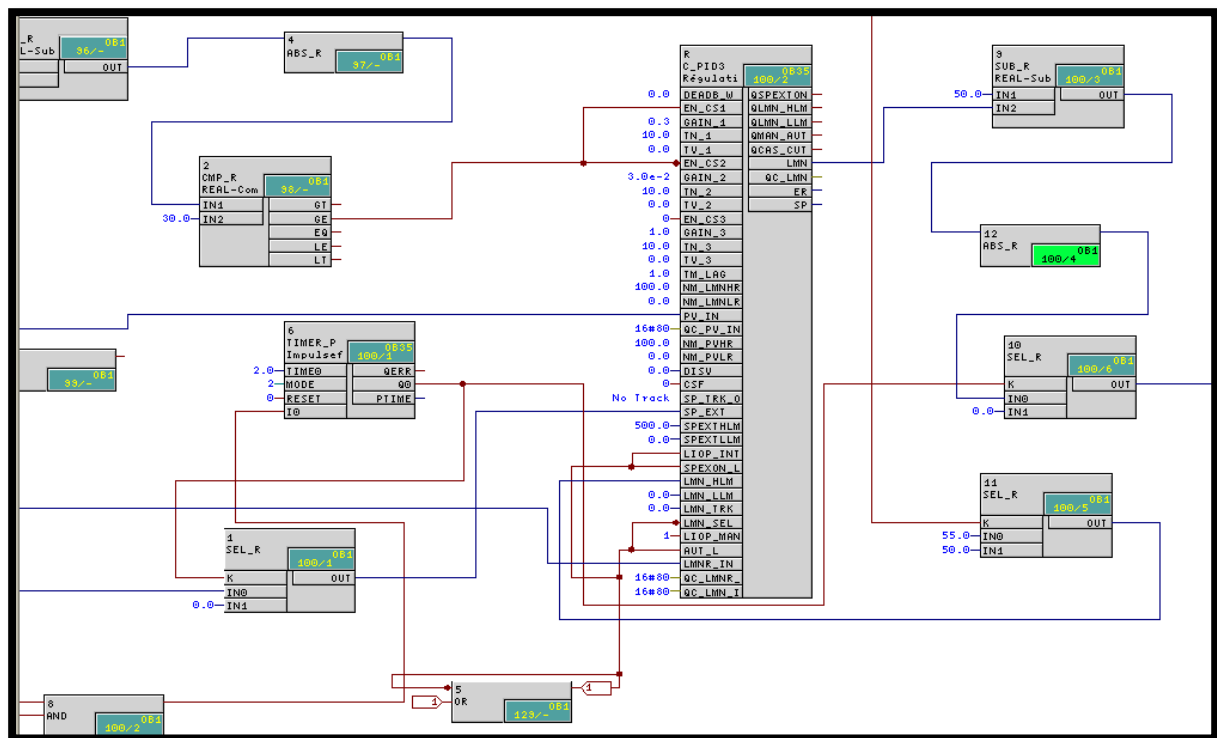 _R
L-Sub
OB1
96/-
OUT
4
ABS_R
OB1
97/-
2
CMP_R
REAL-Com
OB1
98/-
IN1
GT
30.0
IN2
GE
EQ
LE
LT
6
TIMER_P
Impulsef
OB35
100/1
2.0
TIME0
QERR
2
MODE
Q0
0
RESET
PTIME
I0
OB1
99/-
1
SEL_R
OB1
100/1
K
OUT
IN0
0.0
IN1
8
AND
OB1
100/2
5
OR
OB1
129/-
1
1
R
C_PID3
Régulati
OB35
100/2
0.0
DEADB_W
QSPEXTON
EN_CS1
QLMN_HLM
0.3
GAIN_1
QLMN_LLM
10.0
TN_1
QMAN_AUT
0.0
TV_1
QCAS_CUT
EN_CS2
LMN
3.0e-2
GAIN_2
QC_LMN
10.0
TN_2
ER
0.0
TV_2
SP
0
EN_CS3
1.0
GAIN_3
10.0
TN_3
0.0
TV_3
1.0
TM_LAG
100.0
NM_LMNHR
0.0
NM_LMNLR
PV_IN
16#80
QC_PV_IN
100.0
NM_PVHR
0.0
NM_PVLR
0.0
DISV
0
CSF
No Track
SP_TRK_O
SP_EXT
500.0
SPEXTHLM
0.0
SPEXTLLM
LIOP_INT
SPEXON_L
LMN_HLM
0.0
LMN_LLM
0.0
LMN_TRK
LMN_SEL
1
LIOP_MAN
AUT_L
LMNR_IN
16#80
QC_LMNR_
16#80
QC_LMN_I
9
SUB_R
REAL-Sub
OB1
100/3
50.0
IN1
OUT
IN2
12
ABS_R
OB1
100/4
10
SEL_R
OB1
100/6
K
OUT
IN0
0.0
IN1
11
SEL_R
OB1
100/5
K
OUT
55.0
IN0
50.0
IN1